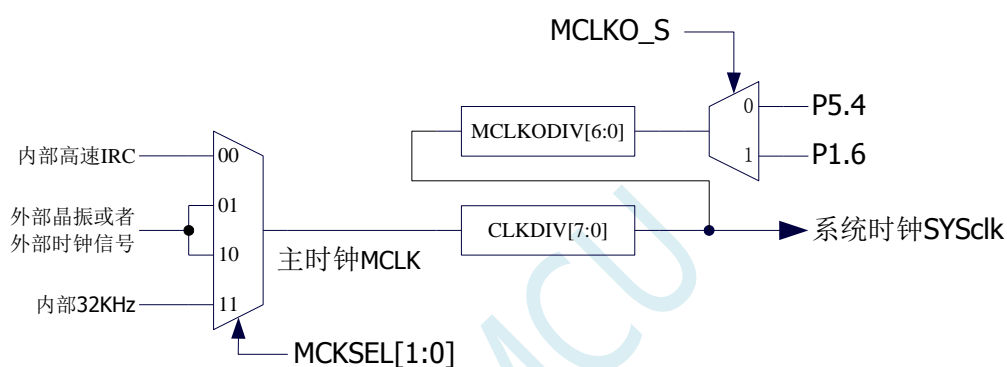 MCLKO_S
0
P5.4
MCLKODIV[6:0]
1
P1.6
内部高速IRC
00
外部晶振或者
外部时钟信号
01
10
CLKDIV[7:0]
系统时钟SYSclk
主时钟MCLK
内部32KHz
11
MCKSEL[1:0]
MCU